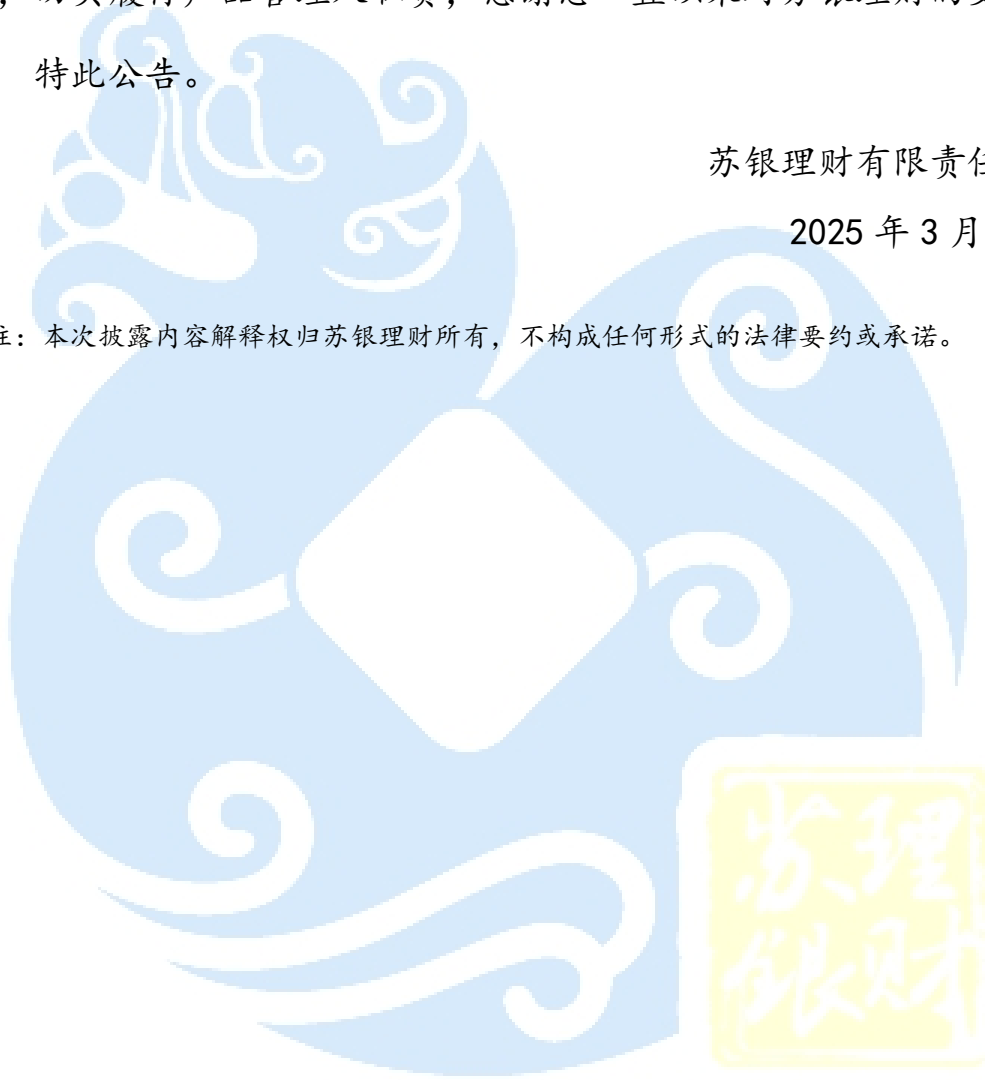 特此公告。
苏银理财有限责任
2025 年 3 月
注：本次披露内容解释权归苏银理财所有，不构成任何形式的法律要约或承诺。
苏理
银财